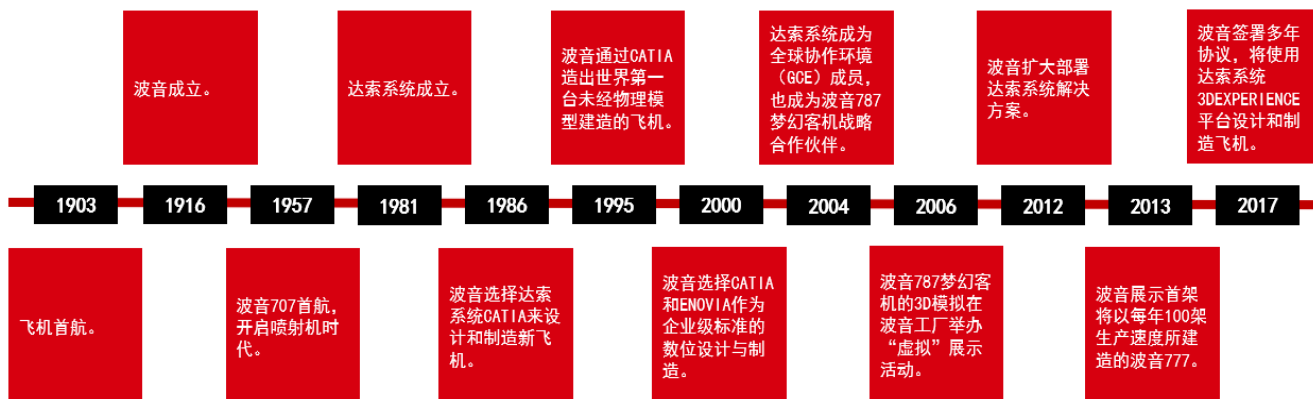 波音成立。
达索系统成立。
波音通过CATIA
造出世界第一
台未经物理模
型建造的飞机。
达索系统成为
全球协作环境
（GCE）成员，
也成为波音787
梦幻客机战略
合作伙伴。
波音扩大部署
达索系统解决
方案。
波音签署多年
协议，将使用
达索系统
3DEXPERIENCE
平台设计和制
造飞机。
1903
1916
1957
1981
1986
1995
2000
2004
2006
2012
2013
2017
飞机首航。
波音707首航，
开启喷射机时
代。
波音选择达索
系统CATIA来设
计和制造新飞
机。
波音选择CATIA
和ENOVIA作为
企业级标准的
数位设计与制
造。
波音787梦幻客
机的3D模拟在
波音工厂举办
“虚拟”展示
活动。
波音展示首架
将以每年100架
生产速度所建
造的波音777。